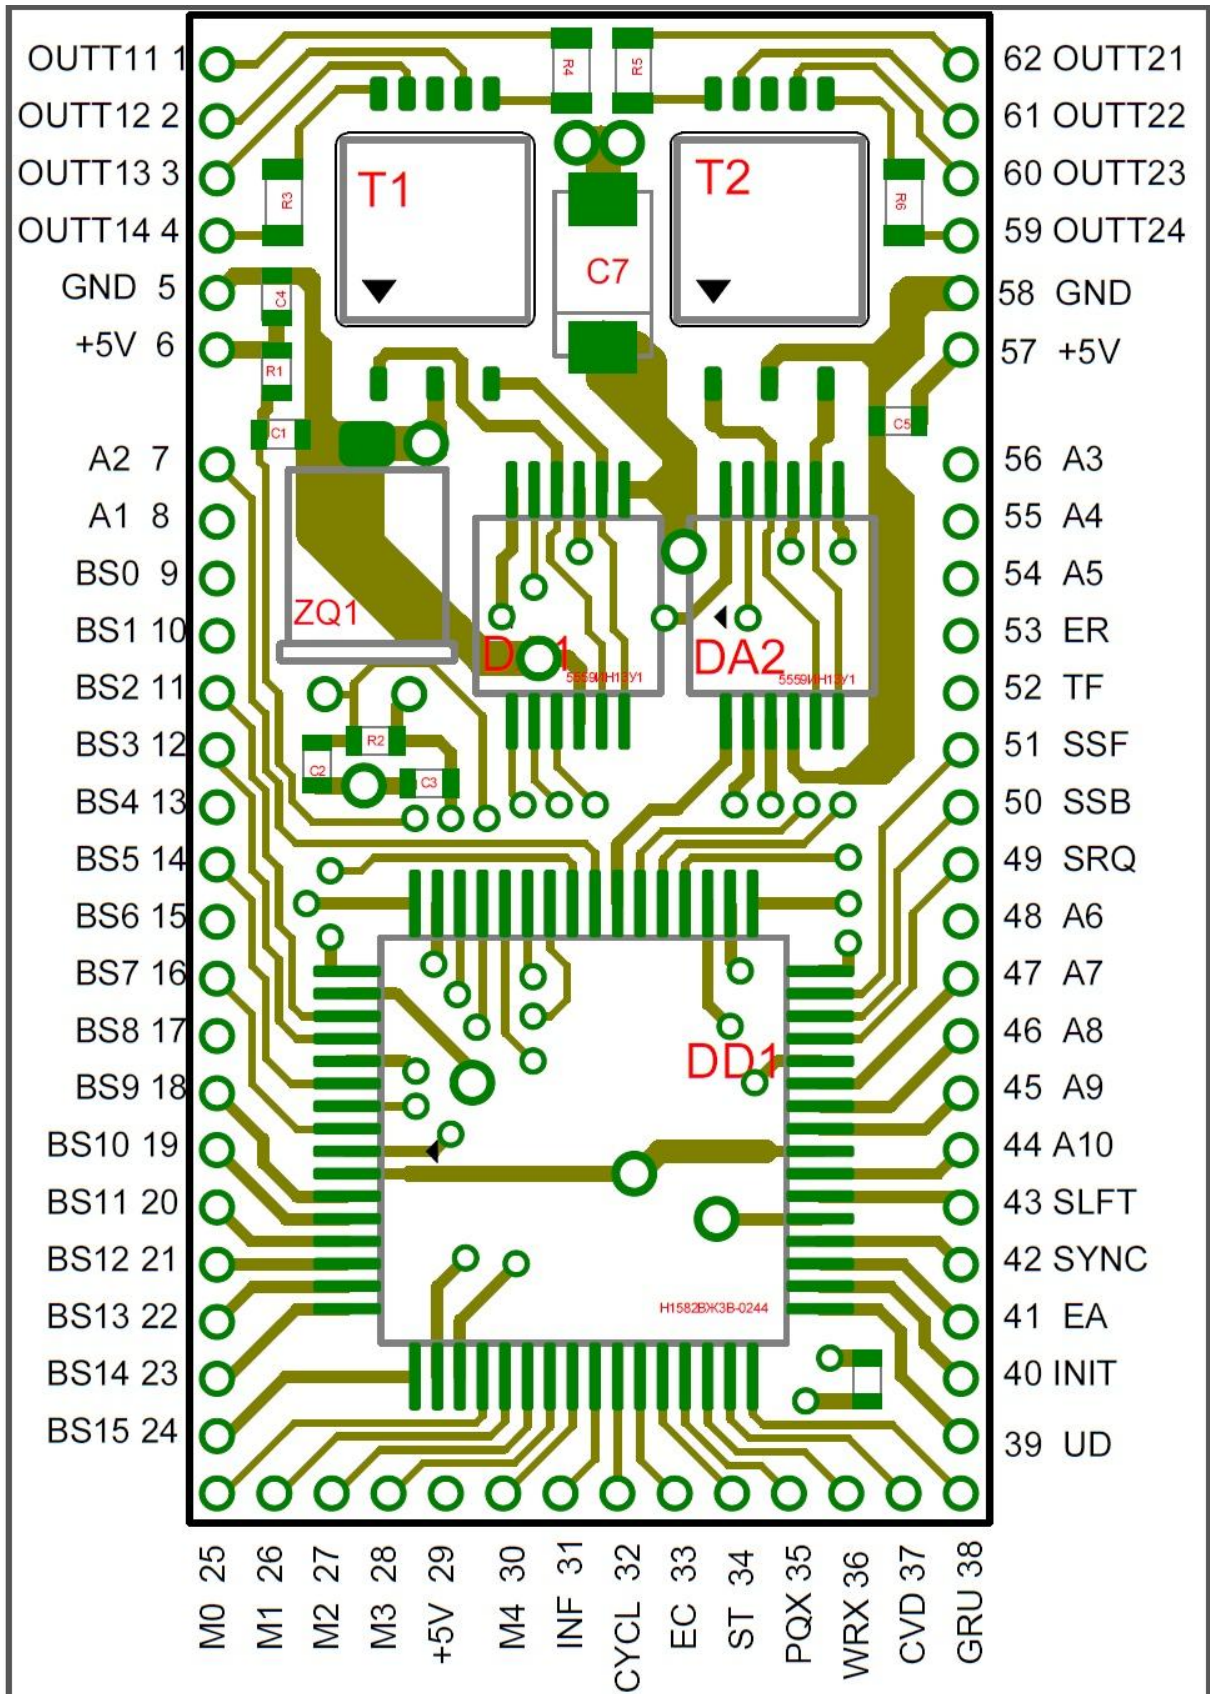 OUTT11 1
OUTT12 2
OUTT13 3
OUTT14 4
GND 5
+5V 6
A2 7
A1 8
BS0 9
BS1 10
BS2 11
BS3 12
BS4 13
BS5 14
BS6 15
BS7 16
BS8 17
BS9 18
BS10 19
BS11 20
BS12 21
BS13 22
BS14 23
BS15 24
R4
R5
T1
T2
R3
R6
C7
C4
R1
C1
C5
ZQ1
DA2
5559ИН13У1
5559ИН13У1
R2
C2
C3
DD1
Н1582ВЖ3В-0244
62 OUTT21
61 OUTT22
60 OUTT23
59 OUTT24
58 GND
57 +5V
56 A3
55 A4
54 A5
53 ER
52 TF
51 SSF
50 SSB
49 SRQ
48 A6
47 A7
46 A8
45 A9
44 A10
43 SLFT
42 SYNC
41 EA
40 INIT
39 UD
M0 25
M1 26
M2 27
M3 28
+5V 29
M4 30
INF 31
CYCL 32
EC 33
ST 34
PQX 35
WRX 36
CVD 37
GRU 38